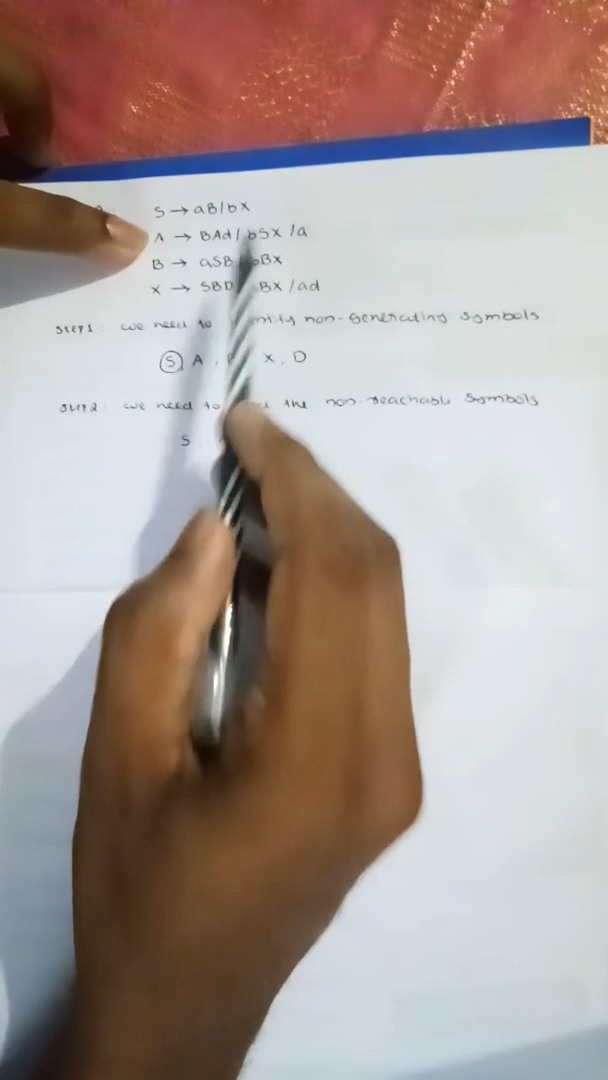 S → aB/bX
A → BAd/bSX /a
B → aSB bBX
X → SBD BX /ad
Step1: we need to non-generating symbols
Ⓢ A, X, D
Step2: we need to the non reachable symbols
S